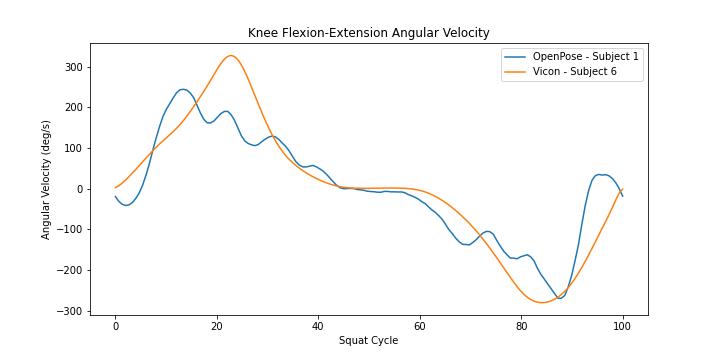 Knee Flexion-Extension Angular Velocity
OpenPose - Subject 1
Vicon - Subject 6
Angular Velocity (deg/s)
300
200
100
0
−100
−200
−300
0
20
40
60
80
100
Squat Cycle